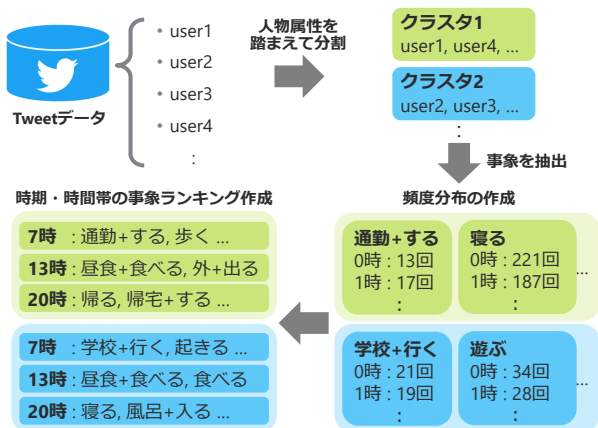 Tweetデータ
・user1
・user2
・user3
・user4
:
人物属性を
踏まえて分割
クラスタ1
user1, user4, ...
クラスタ2
user2, user3, ...
:
事象を抽出
頻度分布の作成
通勤+する
0時 : 13回
1時 : 17回
:
寝る
0時 : 221回
1時 : 187回
:
...
学校+行く
0時 : 21回
1時 : 19回
:
遊ぶ
0時 : 34回
1時 : 28回
:
...
時期・時間帯の事象ランキング作成
7時 : 通勤+する, 歩く ...
13時 : 昼食+食べる, 外+出る
20時 : 帰る, 帰宅+する ...
7時 : 学校+行く, 起きる ...
13時 : 昼食+食べる, 食べる
20時 : 寝る, 風呂+入る ...